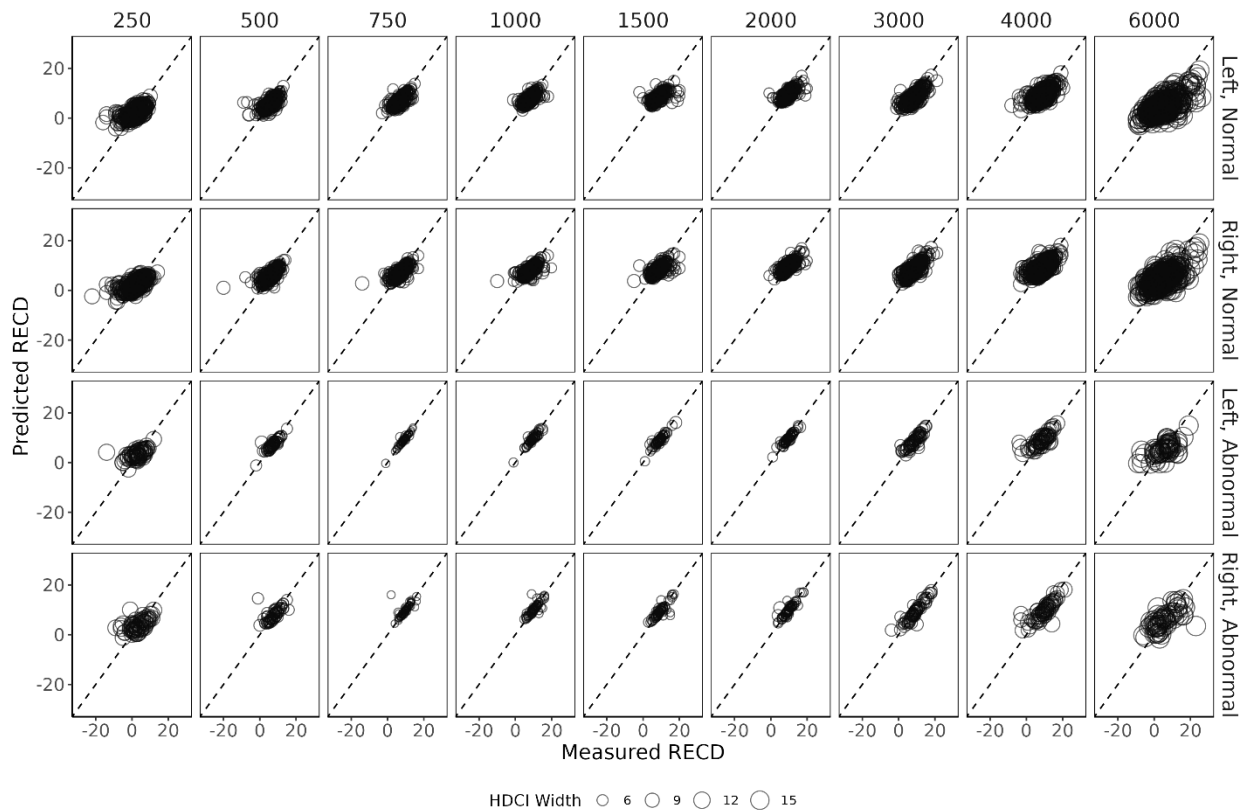 250 500 750 1000 1500 2000 3000 4000 6000
20
0
-20
Left, Normal
20
0
-20
Right, Normal
20
0
-20
Left, Abnormal
20
0
-20
Right, Abnormal
Predicted RECD
-20 0 20 -20 0 20 -20 0 20 -20 0 20 -20 0 20 -20 0 20 -20 0 20 -20 0 20 -20 0 20
Measured RECD
HDCI Width 6 9 12 15